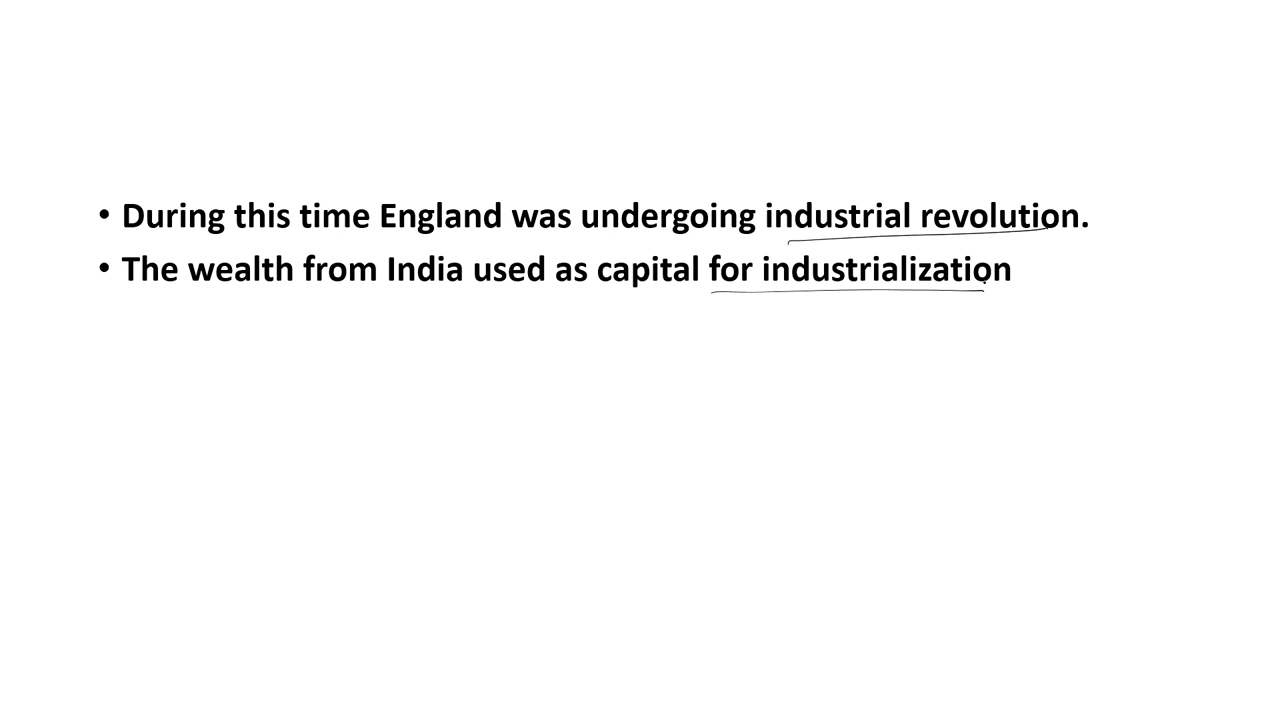 • During this time England was undergoing industrial revolution.
• The wealth from India used as capital for industrialization